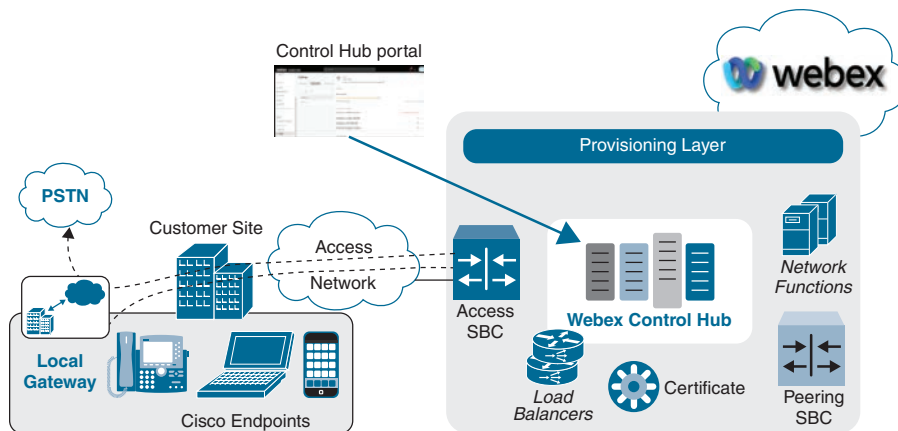 Control Hub portal
webex
Provisioning Layer
PSTN
Customer Site
Access
Network
Access
SBC
Webex Control Hub
Network
Functions
Local
Gateway
Cisco Endpoints
Load
Balancers
Certificate
Peering
SBC